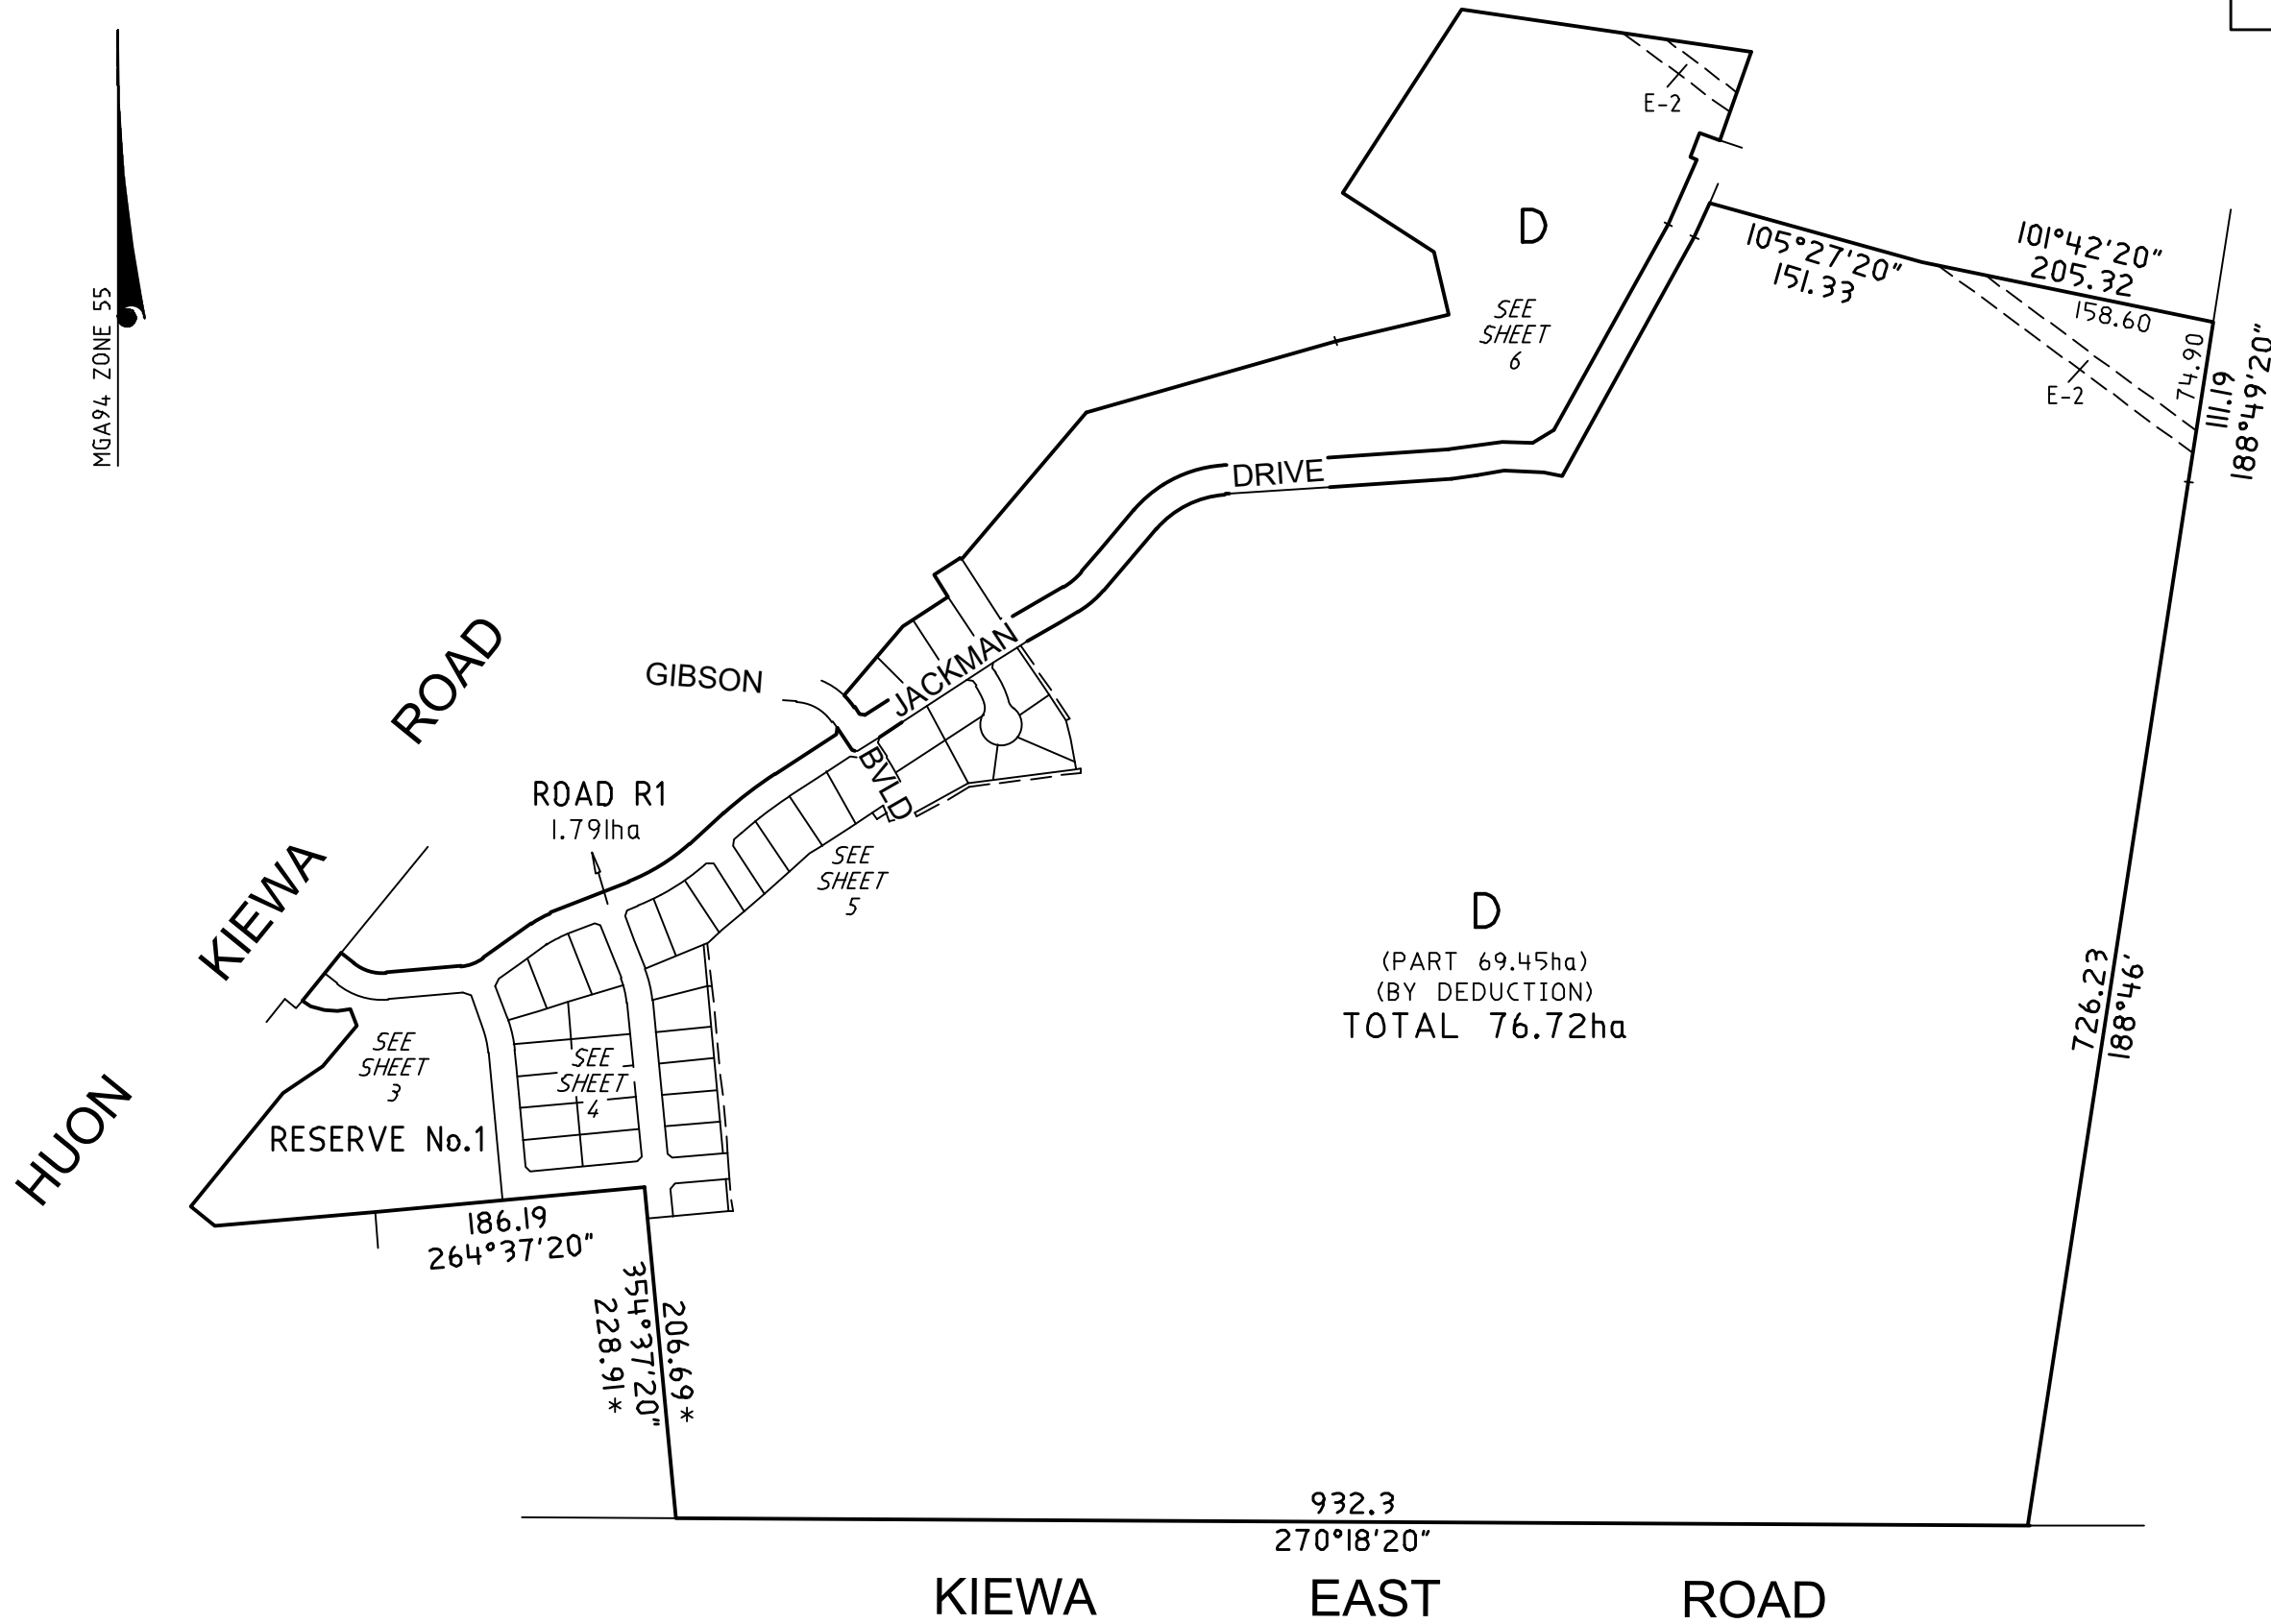 MGA94 ZONE 55
E-2
D
SEE
SHEET
6
105°27'20"
151.33
101°42'20"
205.32
158.60
74.90
111.19
188°49'20"
E-2
DRIVE
JACKMAN
GIBSON
BVLD
ROAD R1
1.791ha
HUON
KIEWA
ROAD
SEE
SHEET
5
SEE
SHEET
3
SEE
SHEET
4
RESERVE No.1
D
(PART 69.45ha)
(BY DEDUCTION)
TOTAL 76.72ha
726.23
188°46'
186.19
264°37'20"
206.69*
354°37'20"
228.91*
932.3
270°18'20"
KIEWA EAST ROAD